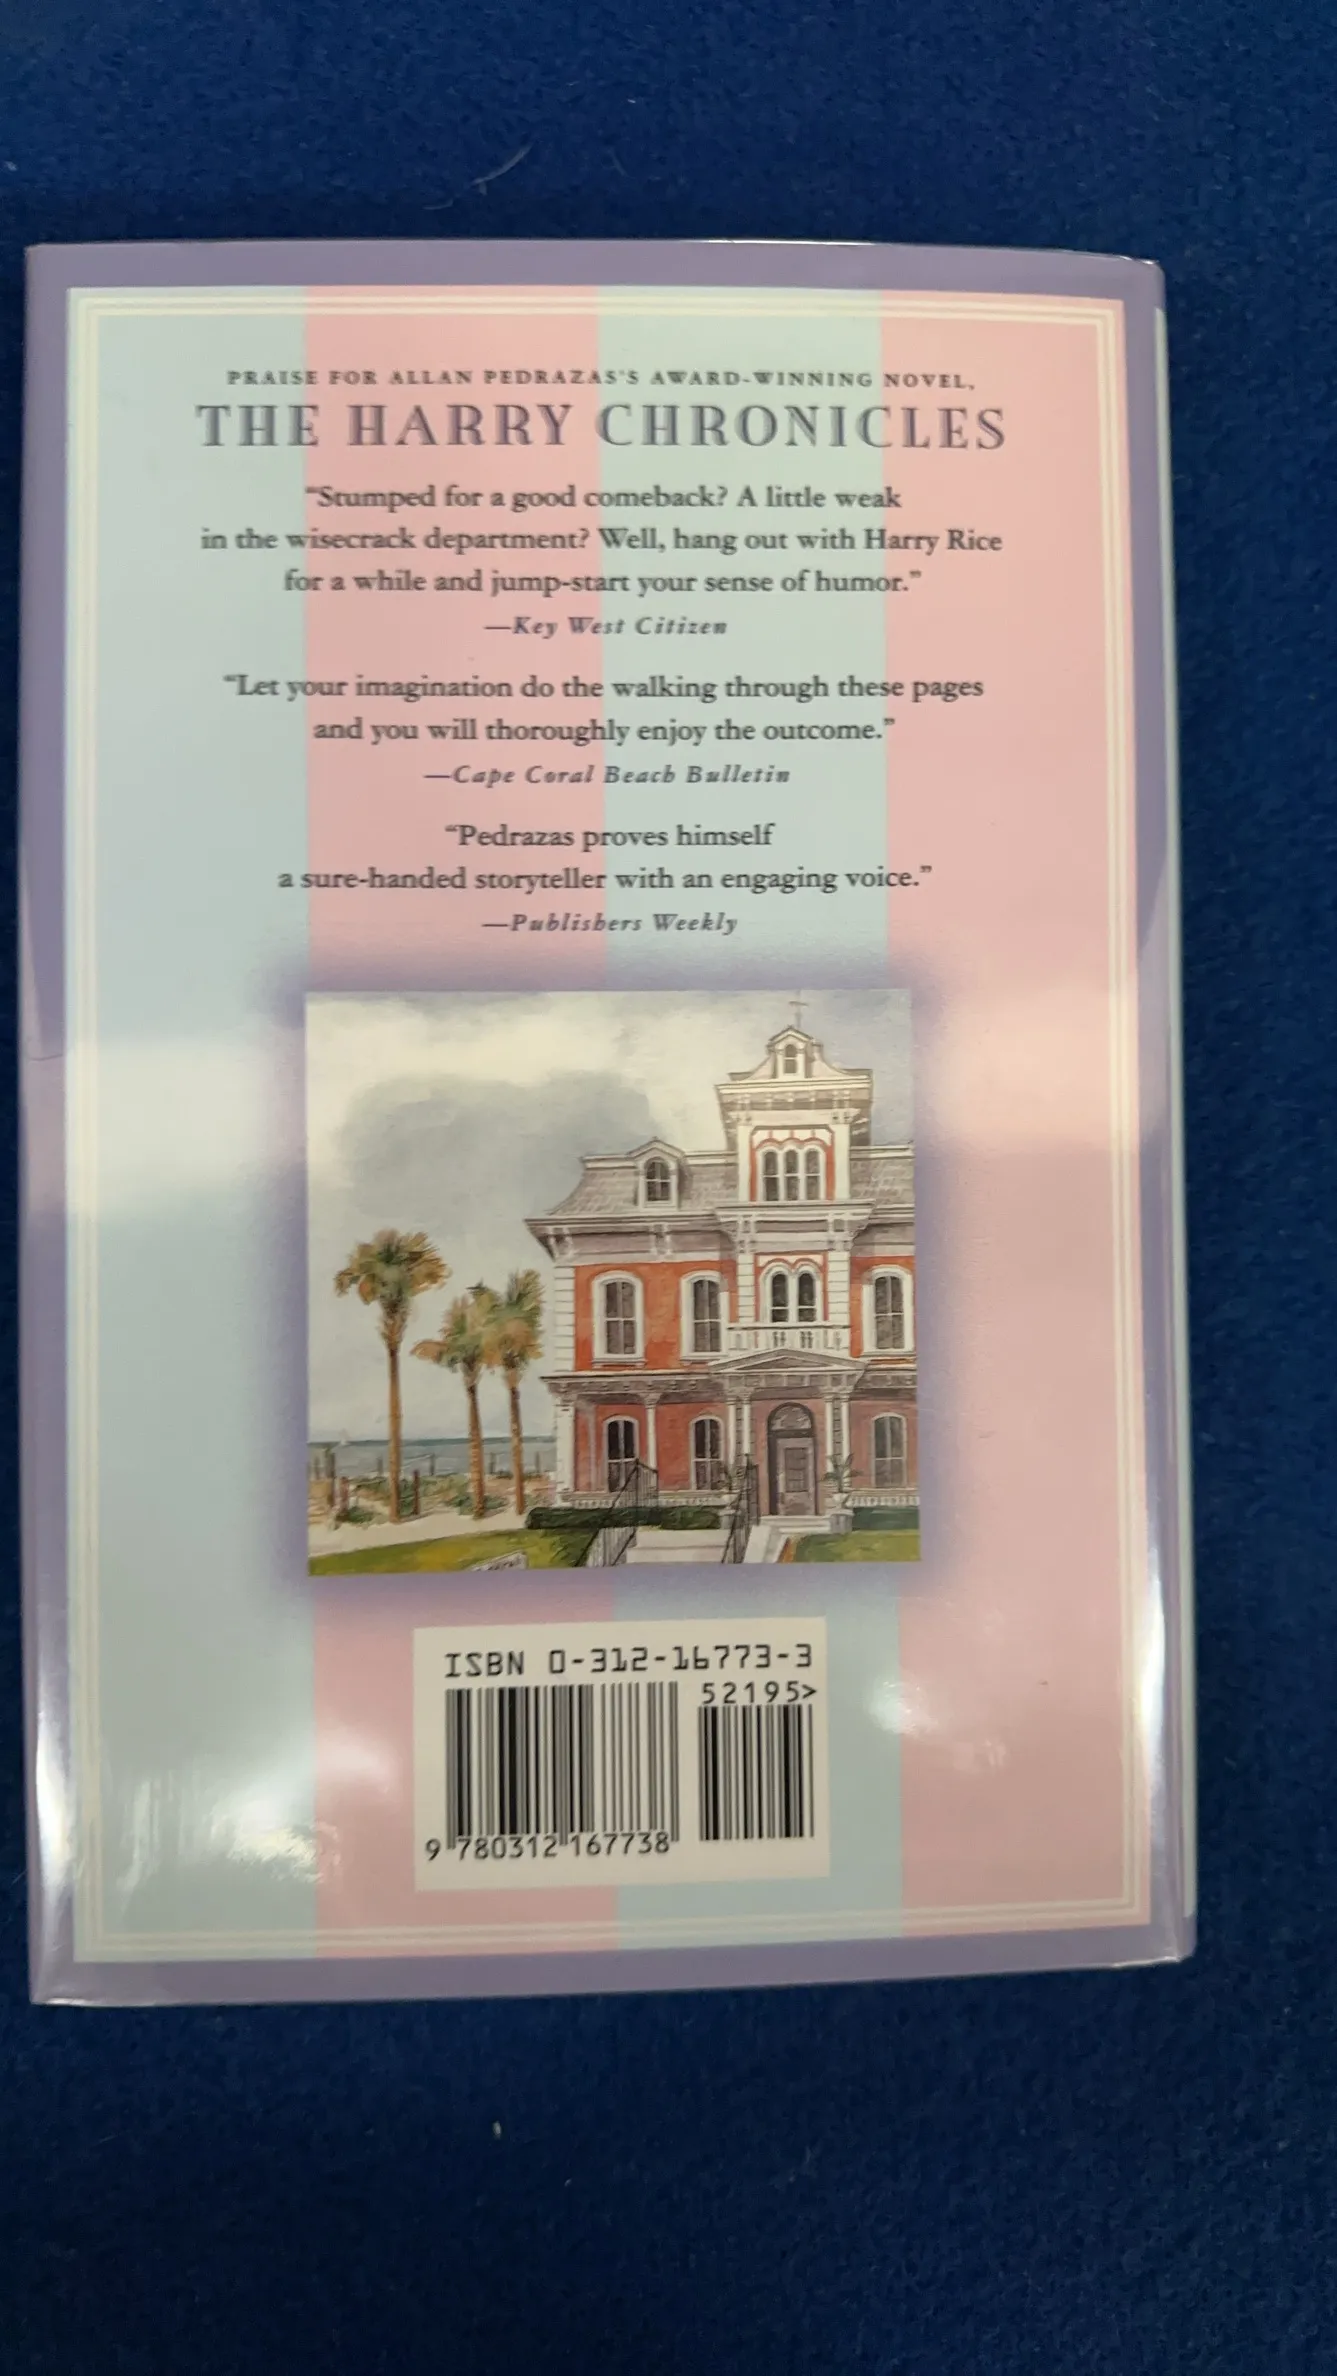 PRAISE FOR ALLAN PEDRAZAS'S AWARD-WINNING NOVEL,
THE HARRY CHRONICLES
“Stumped for a good comeback? A little weak
in the wisecrack department? Well, hang out with Harry Rice
for a while and jump-start your sense of humor.”
—Key West Citizen
“Let your imagination do the walking through these pages
and you will thoroughly enjoy the outcome.”
—Cape Coral Beach Bulletin
“Pedrazas proves himself
a sure-handed storyteller with an engaging voice.”
—Publishers Weekly
ISBN 0-312-16773-3
52195>
9 780312 167738